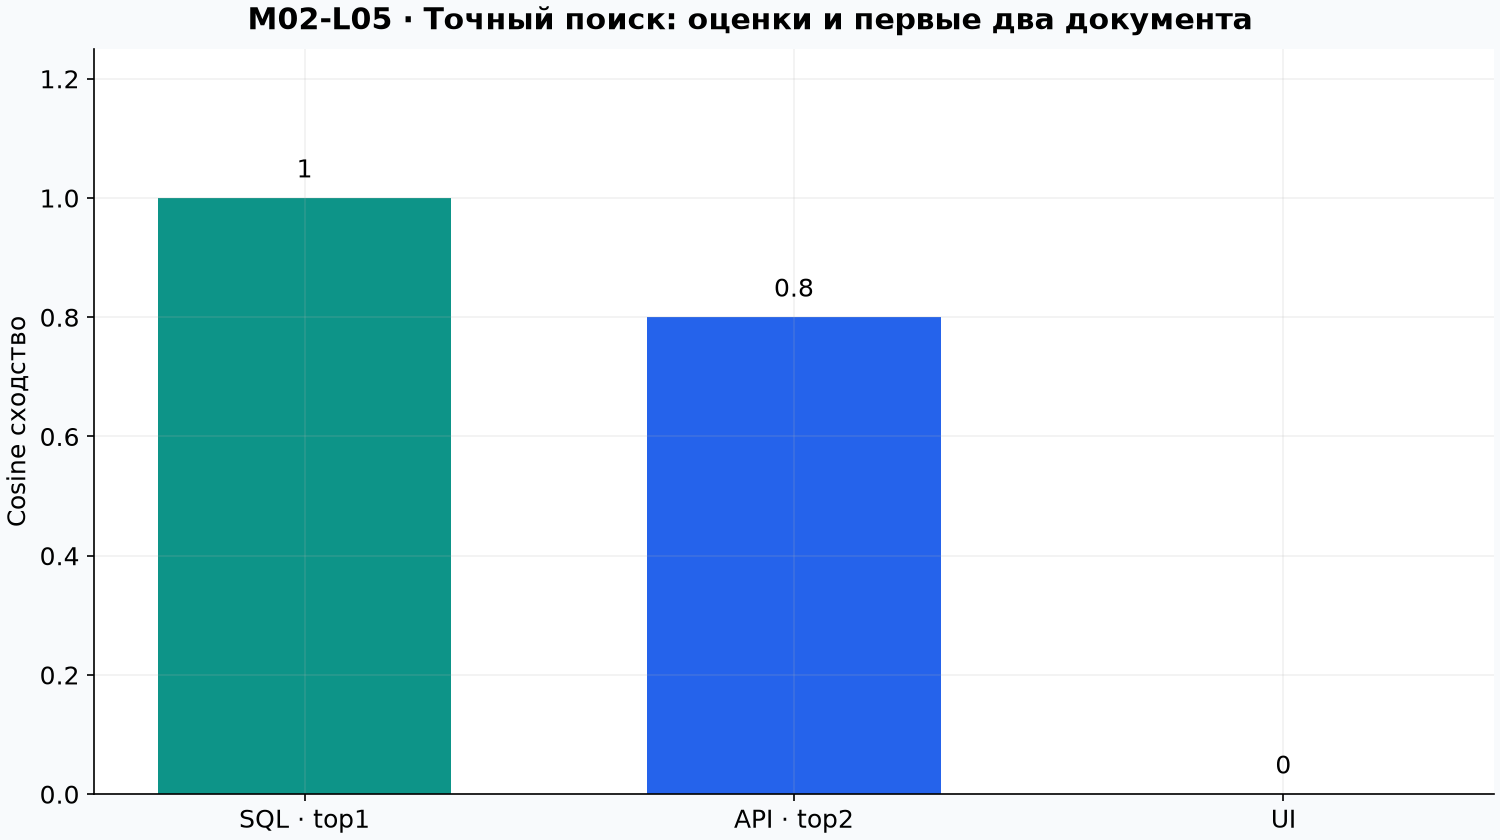 M02-L05 · Точный поиск: оценки и первые два документа
Cosine сходство
1.2
1.0
0.8
0.6
0.4
0.2
0.0
1
0.8
0
SQL · top1
API · top2
UI